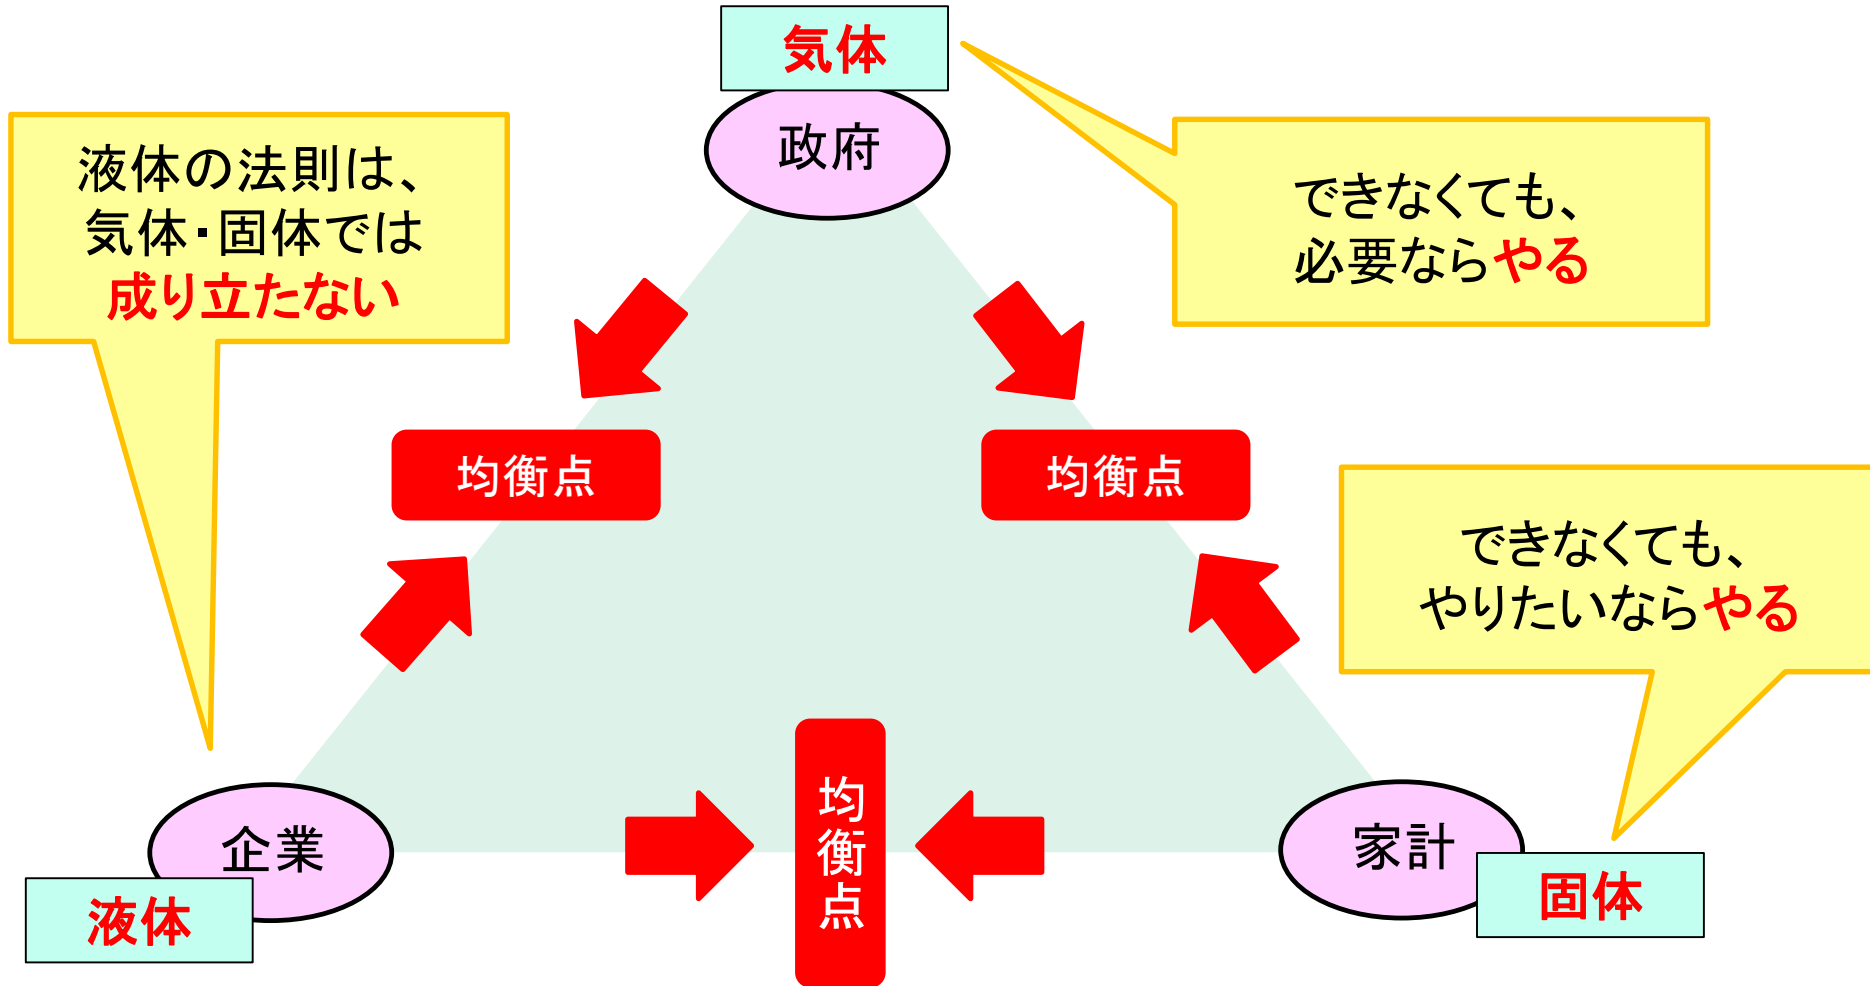 気体
政府
液体の法則は、
気体・固体では
成り立たない
できなくても、
必要ならやる
均衡点
均衡点
できなくても、
やりたいならやる
均衡点
企業
液体
家計
固体